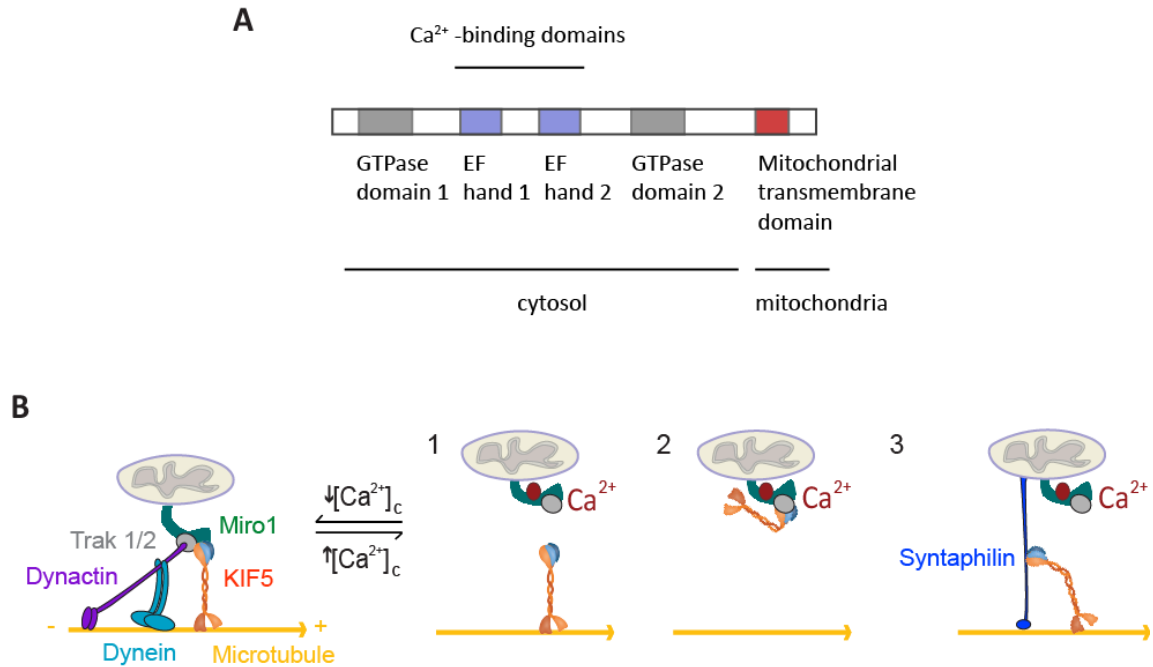 A
Ca²⁺ -binding domains
GTPase domain 1
EF hand 1
EF hand 2
GTPase domain 2
Mitochondrial transmembrane domain
cytosol
mitochondria
B
1
2
3
↓[Ca²⁺]c
↑[Ca²⁺]c
Miro1
Trak 1/2
Dynactin
KIF5
-
+
Dynein
Microtubule
Ca²⁺
Ca²⁺
Ca²⁺
Syntaphilin